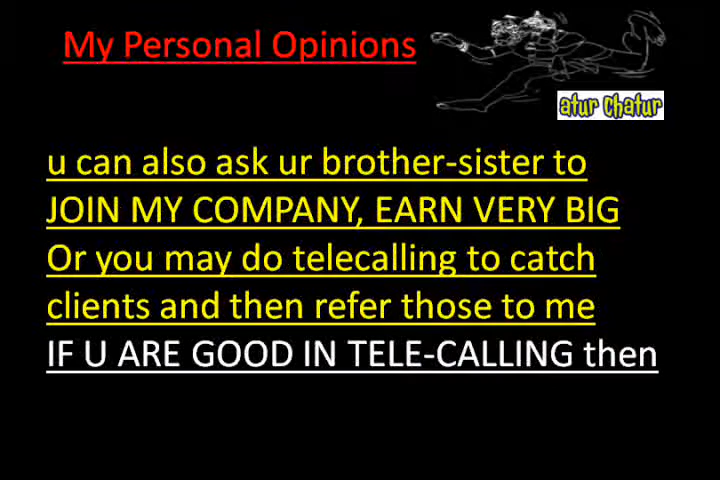 My Personal Opinions
atur chatur
u can also ask ur brother-sister to
JOIN MY COMPANY, EARN VERY BIG
Or you may do telecalling to catch
clients and then refer those to me
IF U ARE GOOD IN TELE-CALLING then